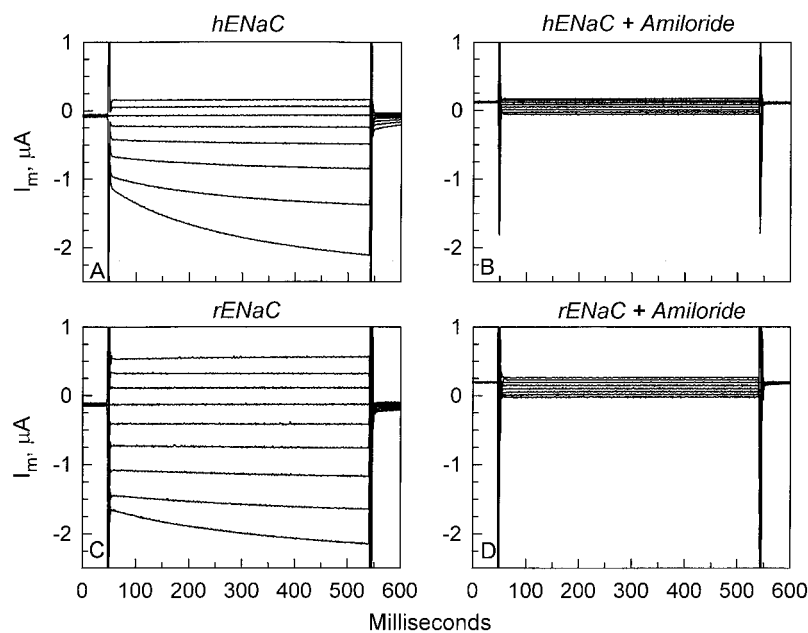 hENaC
hENaC + Amiloride
1
0
-1
-2
I_m, µA
A
1
0
-1
-2
B
rENaC
rENaC + Amiloride
1
0
-1
-2
I_m, µA
C
1
0
-1
-2
D
0 100 200 300 400 500 600
0 100 200 300 400 500 600
Milliseconds